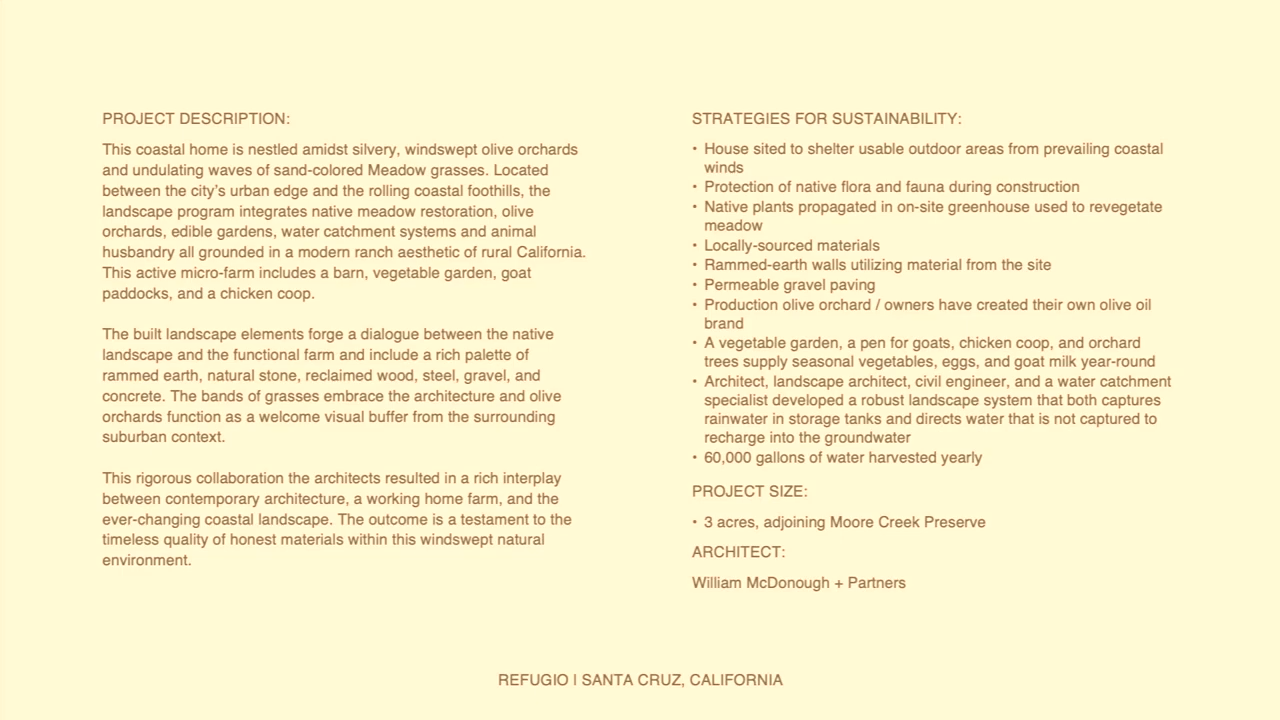 PROJECT DESCRIPTION:
This coastal home is nestled amidst silvery, windswept olive orchards
and undulating waves of sand-colored Meadow grasses. Located
between the city’s urban edge and the rolling coastal foothills, the
landscape program integrates native meadow restoration, olive
orchards, edible gardens, water catchment systems and animal
husbandry all grounded in a modern ranch aesthetic of rural California.
This active micro-farm includes a barn, vegetable garden, goat
paddocks, and a chicken coop.
The built landscape elements forge a dialogue between the native
landscape and the functional farm and include a rich palette of
rammed earth, natural stone, reclaimed wood, steel, gravel, and
concrete. The bands of grasses embrace the architecture and olive
orchards function as a welcome visual buffer from the surrounding
suburban context.
This rigorous collaboration the architects resulted in a rich interplay
between contemporary architecture, a working home farm, and the
ever-changing coastal landscape. The outcome is a testament to the
timeless quality of honest materials within this windswept natural
environment.
STRATEGIES FOR SUSTAINABILITY:
• House sited to shelter usable outdoor areas from prevailing coastal
winds
• Protection of native flora and fauna during construction
• Native plants propagated in on-site greenhouse used to revegetate
meadow
• Locally-sourced materials
• Rammed-earth walls utilizing material from the site
• Permeable gravel paving
• Production olive orchard / owners have created their own olive oil
brand
• A vegetable garden, a pen for goats, chicken coop, and orchard
trees supply seasonal vegetables, eggs, and goat milk year-round
• Architect, landscape architect, civil engineer, and a water catchment
specialist developed a robust landscape system that both captures
rainwater in storage tanks and directs water that is not captured to
recharge into the groundwater
• 60,000 gallons of water harvested yearly
PROJECT SIZE:
• 3 acres, adjoining Moore Creek Preserve
ARCHITECT:
William McDonough + Partners
REFUGIO | SANTA CRUZ, CALIFORNIA